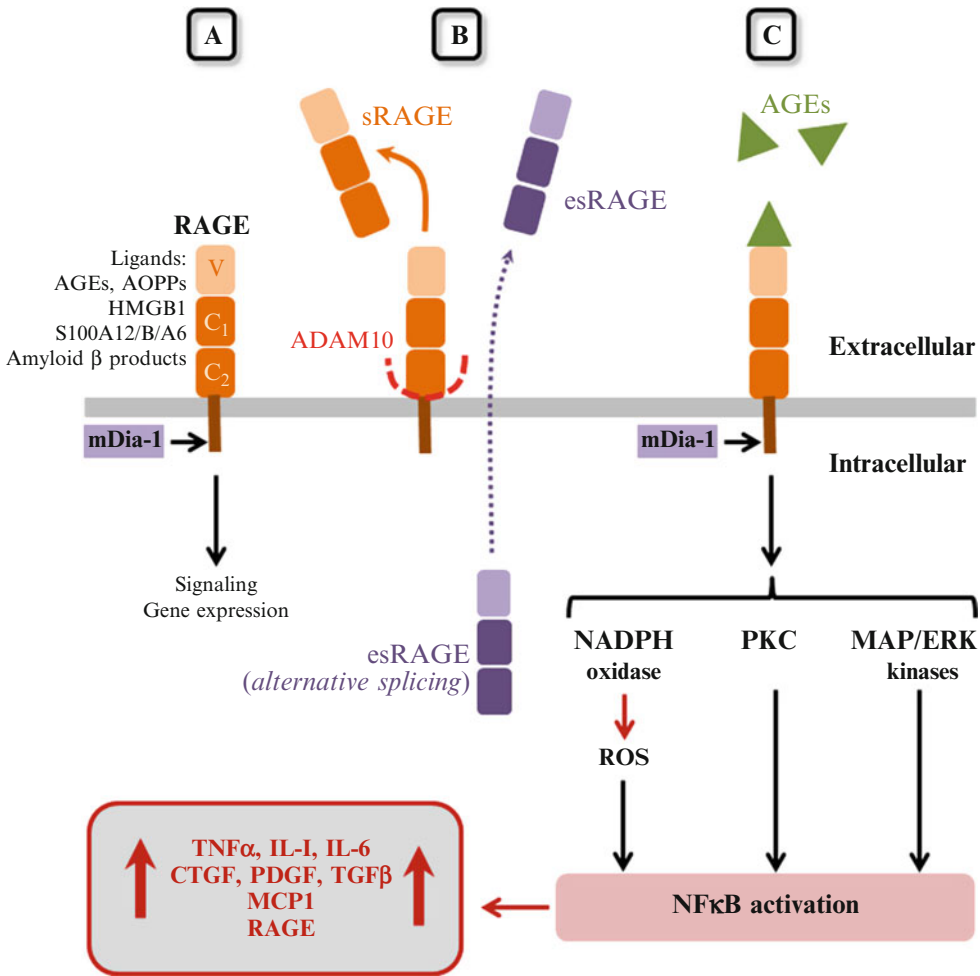 A
B
C
sRAGE
esRAGE
AGEs
RAGE
Ligands:
AGEs, AOPPs
HMGB1
S100A12/B/A6
Amyloid β products
V
C₁
C₂
ADAM10
Extracellular
mDia-1
mDia-1
Intracellular
Signaling
Gene expression
esRAGE
(alternative splicing)
NADPH
oxidase
PKC
MAP/ERK
kinases
ROS
TNFα, IL-I, IL-6
CTGF, PDGF, TGFβ
MCP1
RAGE
NFκB activation